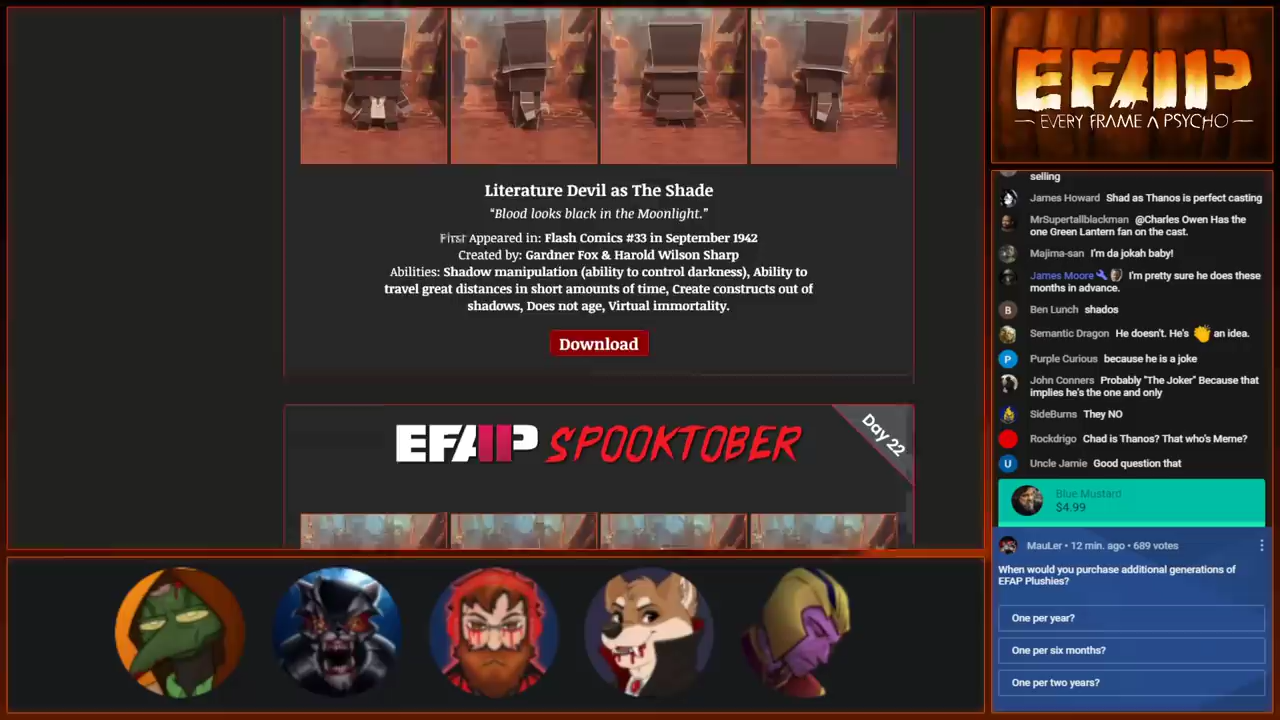 Literature Devil as The Shade
“Blood looks black in the Moonlight.”
First Appeared in: Flash Comics #33 in September 1942
Created by: Gardner Fox & Harold Wilson Sharp
Abilities: Shadow manipulation (ability to control darkness), Ability to
travel great distances in short amounts of time, Create constructs out of
shadows, Does not age, Virtual immortality.
Download
EFAP SPOOKTOBER
Day 22
EFAP
EVERY FRAME A PSYCHO
selling
James Howard Shad as Thanos is perfect casting
MrSupertallblackman @Charles Owen Has the
one Green Lantern fan on the cast.
Majima-san I'm da jokah baby!
James Moore I'm pretty sure he does these
months in advance.
B Ben Lunch shados
Semantic Dragon He doesn't. He's 👏 an idea.
P Purple Curious because he is a joke
John Conners Probably "The Joker" Because that
implies he's the one and only
SideBurns They NO
Rockdrigo Chad is Thanos? That who's Meme?
U Uncle Jamie Good question that
Blue Mustard
$4.99
MauLer • 12 min. ago • 689 votes
When would you purchase additional generations of
EFAP Plushies?
One per year?
One per six months?
One per two years?